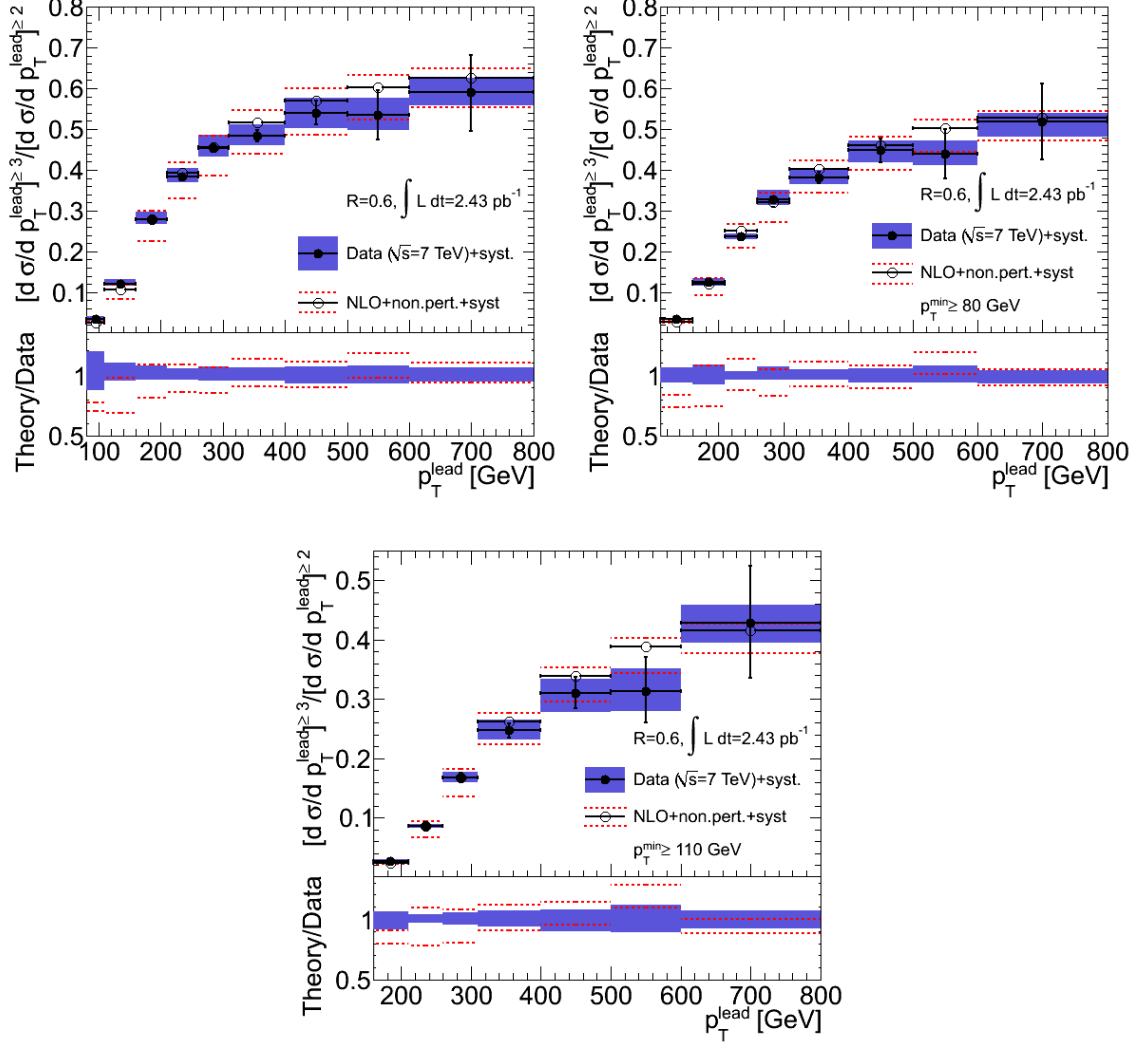 [d σ/d p_T^lead]^≥ 3/[d σ/d p_T^lead]^≥ 2
0.8
0.7
0.6
0.5
0.4
0.3
0.2
0.1
R=0.6, ∫ L dt=2.43 pb⁻¹
Data (√s=7 TeV)+syst.
NLO+non.pert.+syst
Theory/Data
1
0.5
100 200 300 400 500 600 700 800
p_T^lead [GeV]
[d σ/d p_T^lead]^≥ 3/[d σ/d p_T^lead]^≥ 2
0.8
0.7
0.6
0.5
0.4
0.3
0.2
0.1
R=0.6, ∫ L dt=2.43 pb⁻¹
Data (√s=7 TeV)+syst.
NLO+non.pert.+syst
p_T^min ≥ 80 GeV
Theory/Data
1
0.5
200 300 400 500 600 700 800
p_T^lead [GeV]
[d σ/d p_T^lead]^≥ 3/[d σ/d p_T^lead]^≥ 2
0.5
0.4
0.3
0.2
0.1
R=0.6, ∫ L dt=2.43 pb⁻¹
Data (√s=7 TeV)+syst.
NLO+non.pert.+syst
p_T^min ≥ 110 GeV
Theory/Data
1
0.5
200 300 400 500 600 700 800
p_T^lead [GeV]